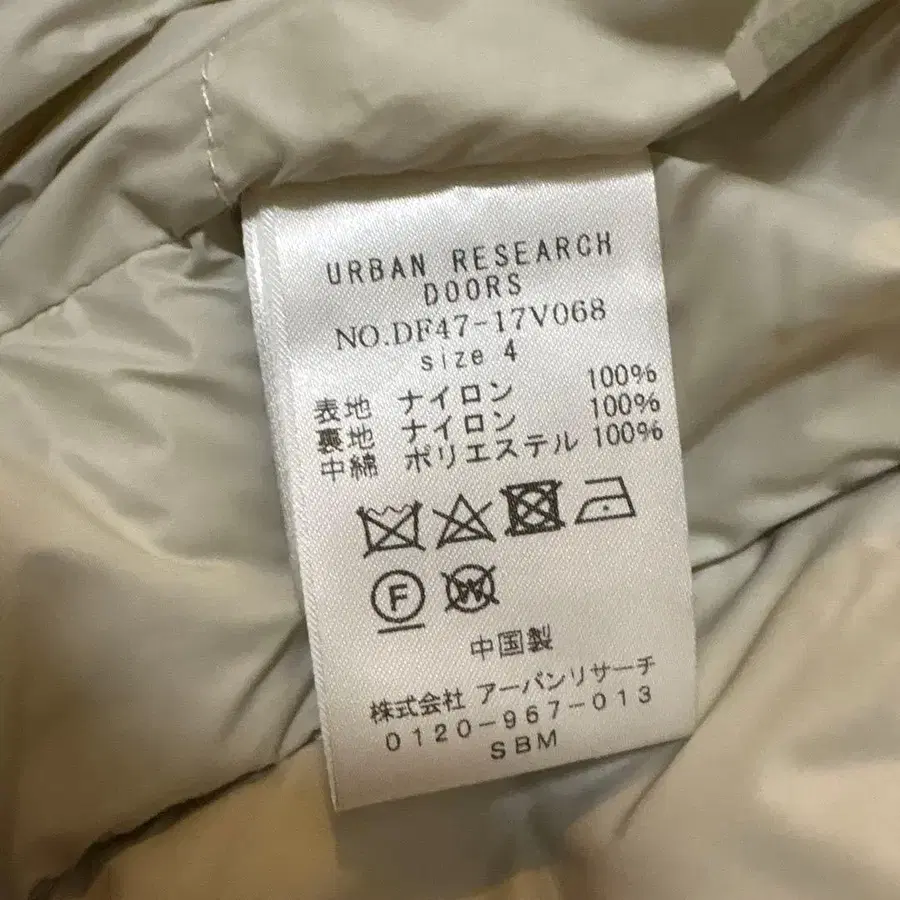 URBAN RESEARCH
DOORS
NO.DF47-17V068
size 4
表地 ナイロン 100%
裏地 ナイロン 100%
中綿 ポリエステル 100%
F W
中国製
株式会社 アーバンリサーチ
0120-967-013
SBM